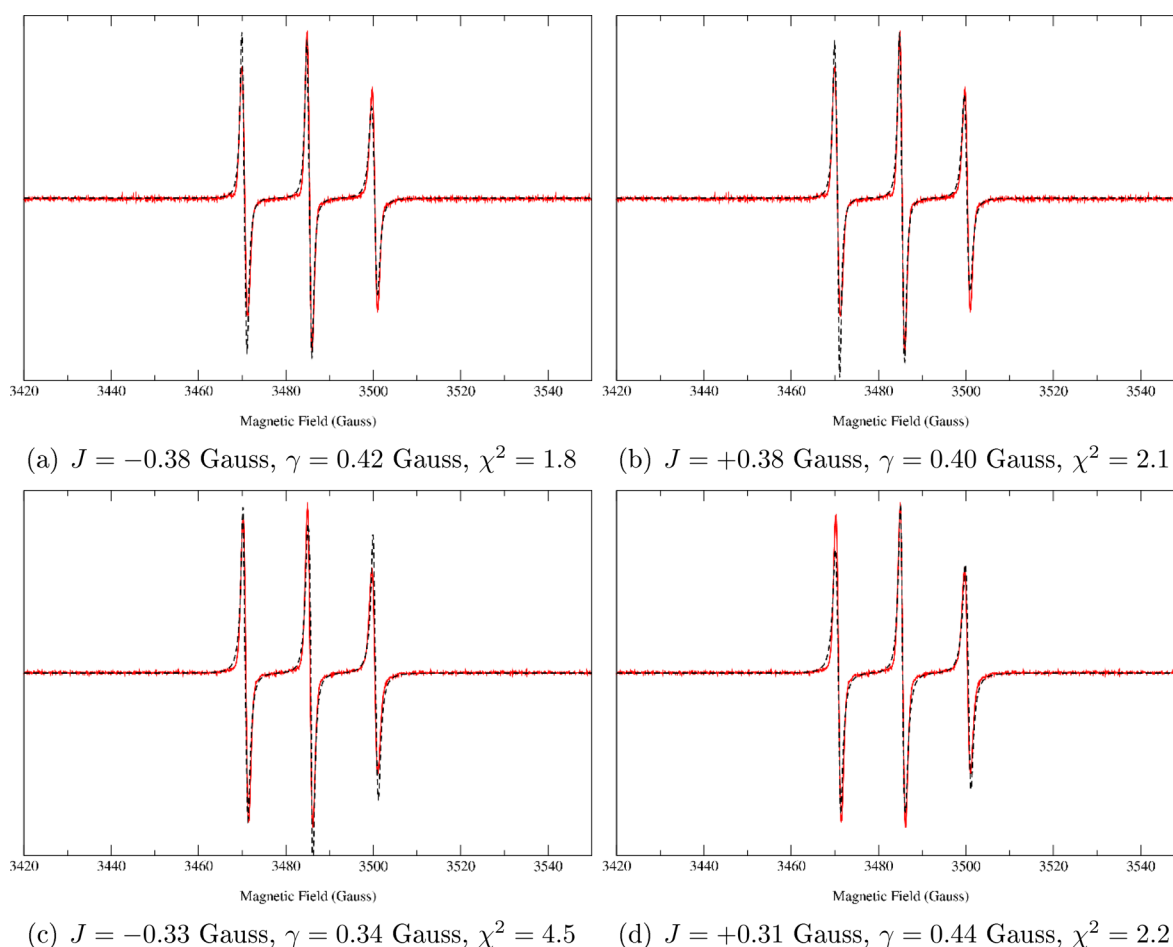 3420 3440 3460 3480 3500 3520 3540
Magnetic Field (Gauss)
(a) J = −0.38 Gauss, γ = 0.42 Gauss, χ² = 1.8
3420 3440 3460 3480 3500 3520 3540
Magnetic Field (Gauss)
(b) J = +0.38 Gauss, γ = 0.40 Gauss, χ² = 2.1
3420 3440 3460 3480 3500 3520 3540
Magnetic Field (Gauss)
(c) J = −0.33 Gauss, γ = 0.34 Gauss, χ² = 4.5
3420 3440 3460 3480 3500 3520 3540
Magnetic Field (Gauss)
(d) J = +0.31 Gauss, γ = 0.44 Gauss, χ² = 2.2